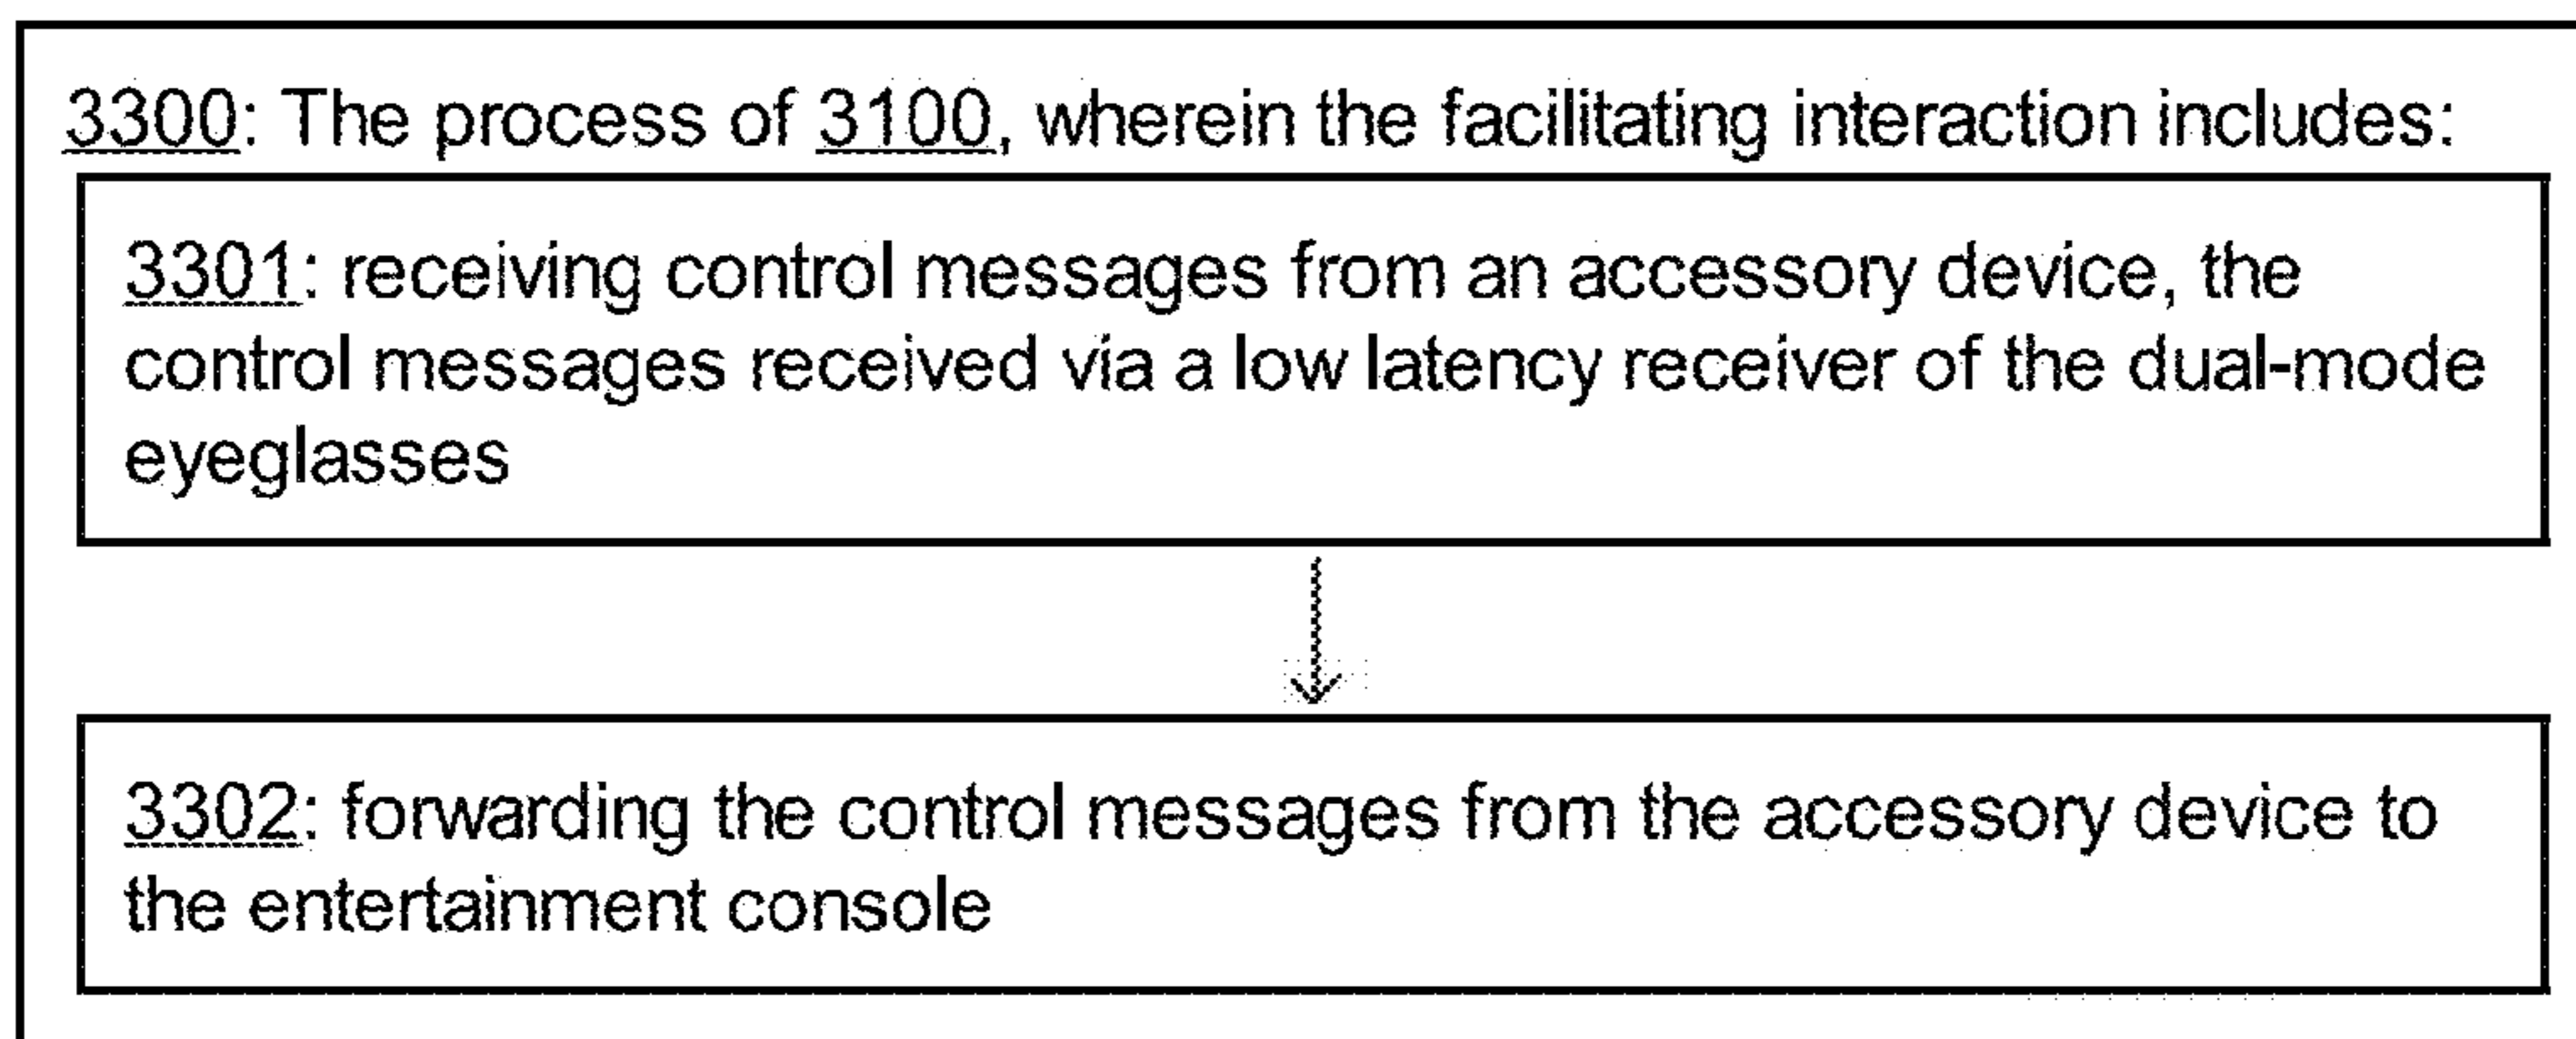 3300: The process of 3100, wherein the facilitating interaction includes:
3301: receiving control messages from an accessory device, the
control messages received via a low latency receiver of the dual-mode
eyeglasses
3302: forwarding the control messages from the accessory device to
the entertainment console